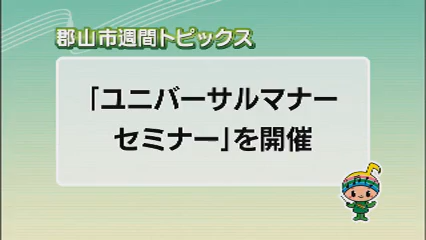 郡山市週間トピックス
「ユニバーサルマナー
セミナー」を開催